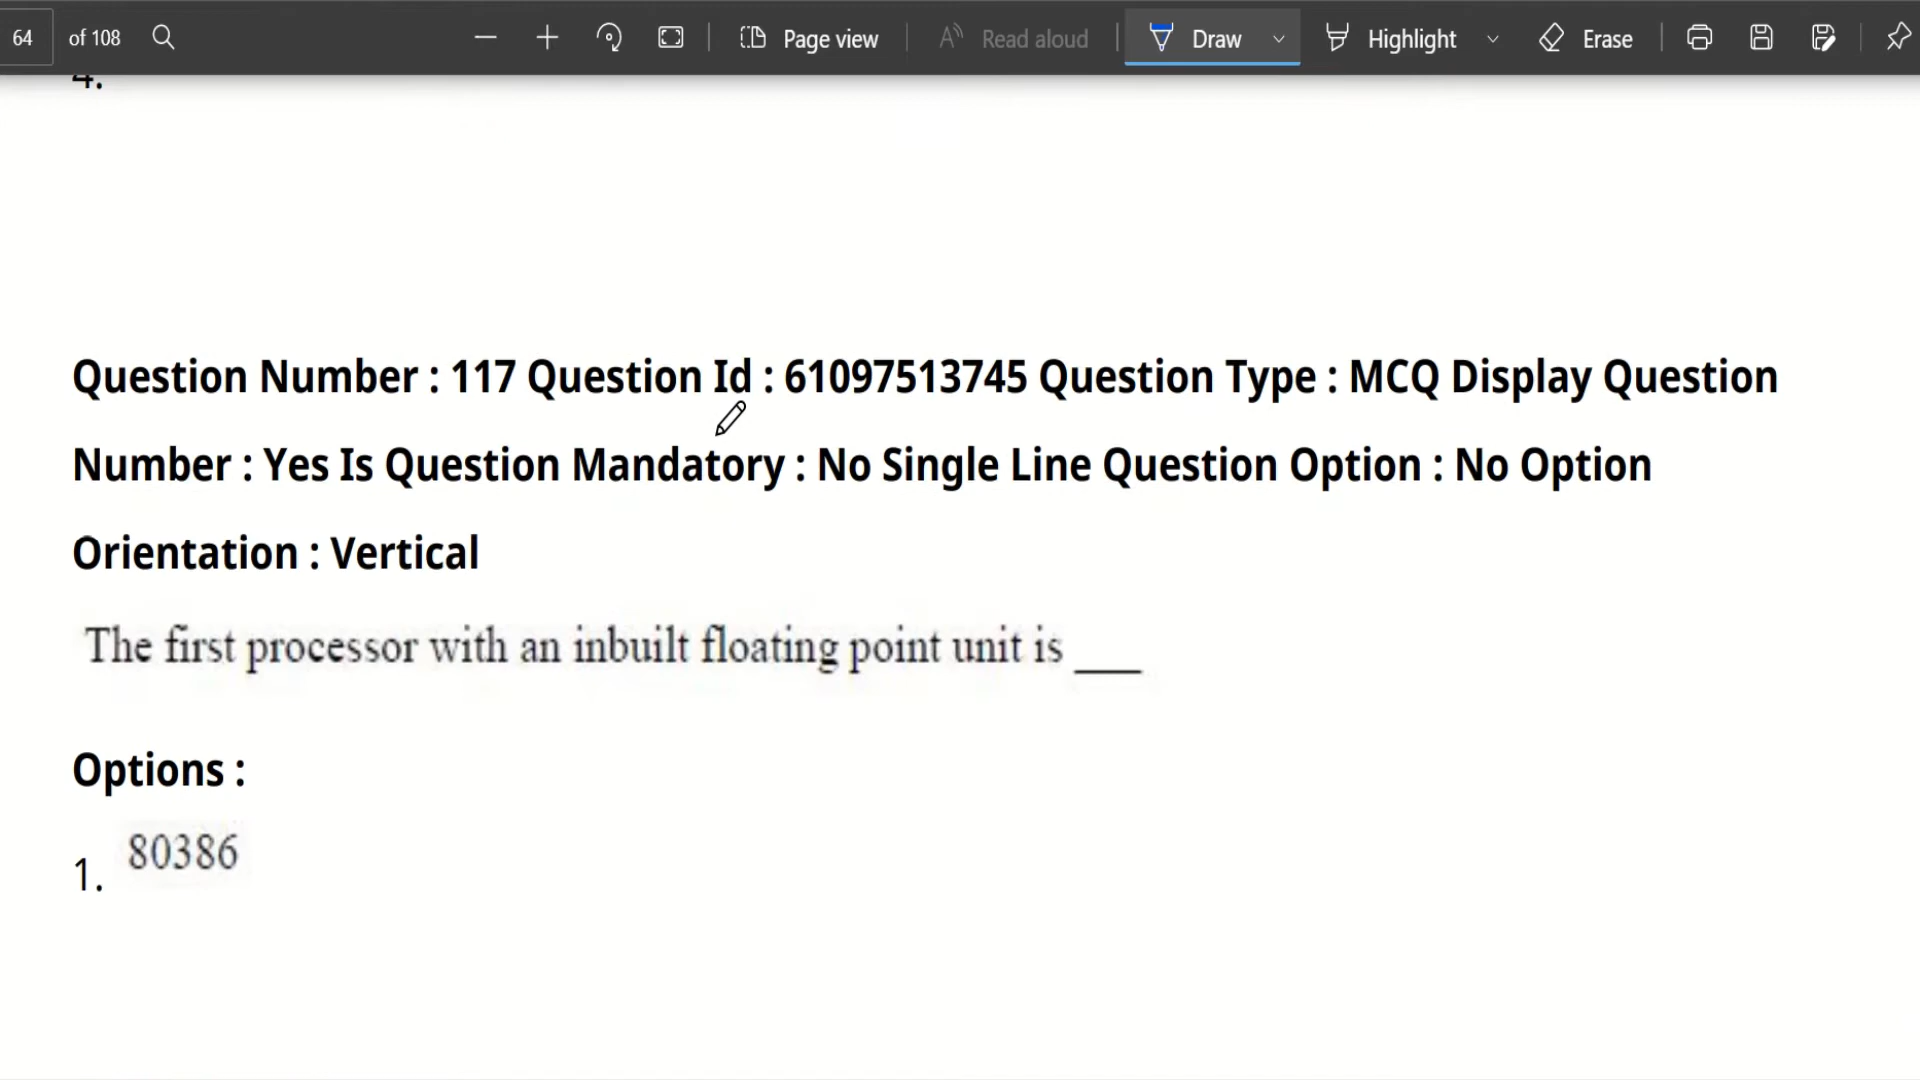 64 of 108 Page view Read aloud Draw Highlight Erase
4.
Question Number : 117 Question Id : 61097513745 Question Type : MCQ Display Question
Number : Yes Is Question Mandatory : No Single Line Question Option : No Option
Orientation : Vertical
The first processor with an inbuilt floating point unit is ___
Options :
80386
1.